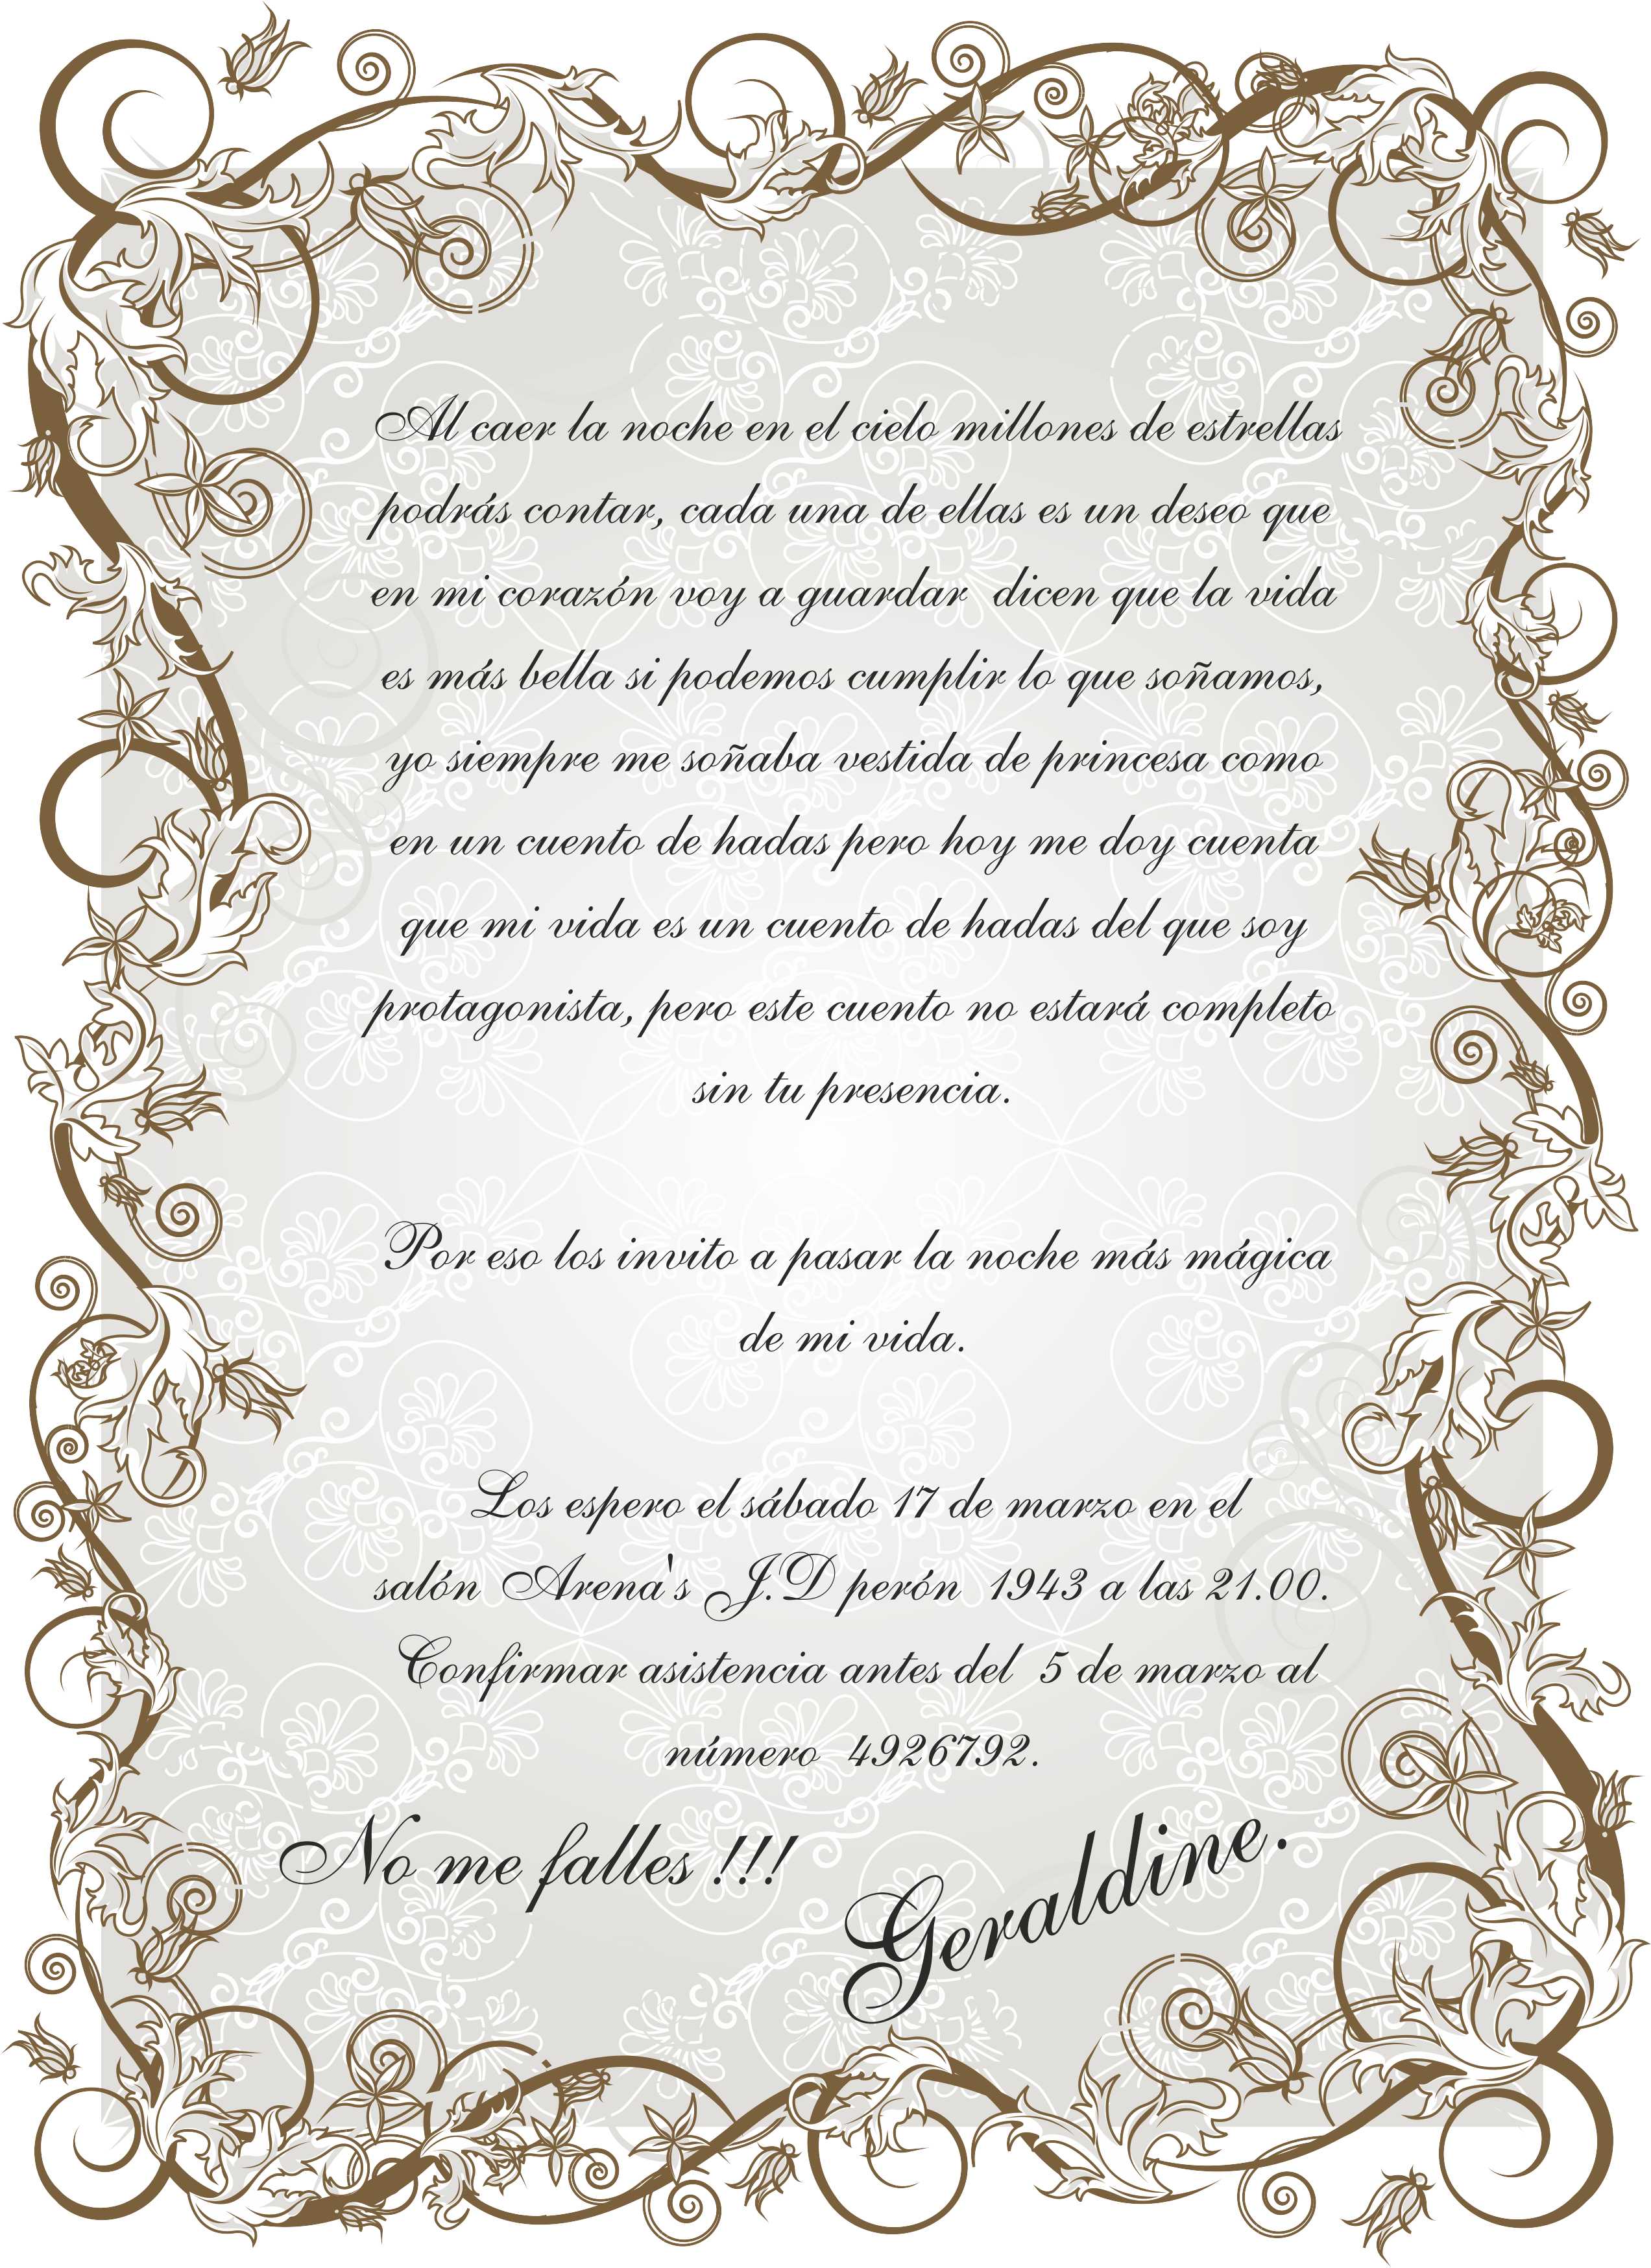 Al caer la noche en el cielo millones de estrellas
podrás contar, cada una de ellas es un deseo que
en mi corazón voy a guardar dicen que la vida
es más bella si podemos cumplir lo que soñamos,
yo siempre me soñaba vestida de princesa como
en un cuento de hadas pero hoy me doy cuenta
que mi vida es un cuento de hadas del que soy
protagonista, pero este cuento no estará completo
sin tu presencia.
Por eso los invito a pasar la noche más mágica
de mi vida.
Los espero el sábado 17 de marzo en el
salón Arena's J.D perón 1943 a las 21.00.
Confirmar asistencia antes del 5 de marzo al
número 4926792.
No me falles !!!
Geraldine.